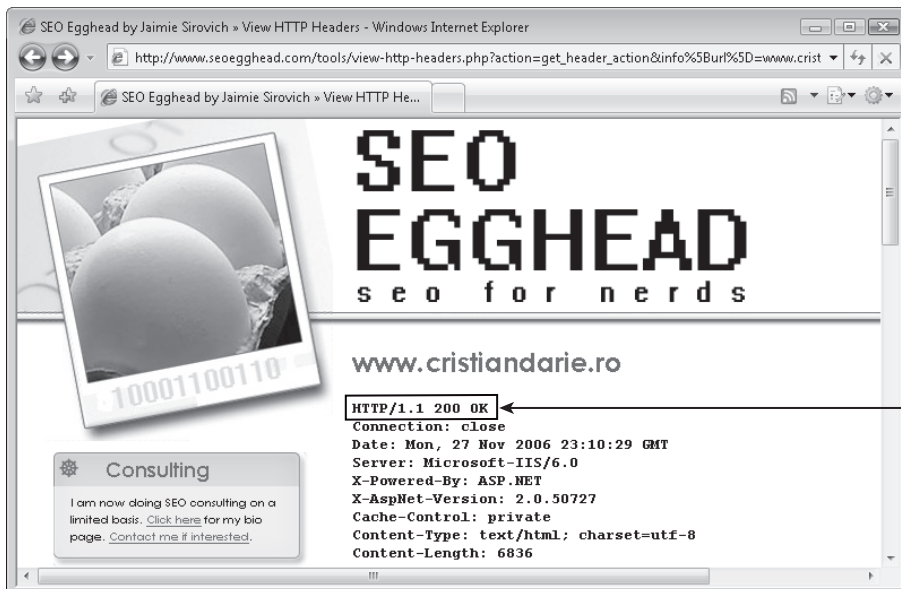 SEO Egghead by Jaimie Sirovich » View HTTP Headers - Windows Internet Explorer
http://www.seoegghead.com/tools/view-http-headers.php?action=get_header_action&info%5Burl%5D=www.crist
SEO Egghead by Jaimie Sirovich » View HTTP He...
01
SEO
EGGHEAD
seo for nerds
10001100110
www.cristiandarie.ro
HTTP/1.1 200 OK
Connection: close
Date: Mon, 27 Nov 2006 23:10:29 GMT
Server: Microsoft-IIS/6.0
X-Powered-By: ASP.NET
X-AspNet-Version: 2.0.50727
Cache-Control: private
Content-Type: text/html; charset=utf-8
Content-Length: 6836
Consulting
I am now doing SEO consulting on a
limited basis. Click here for my bio
page. Contact me if interested.